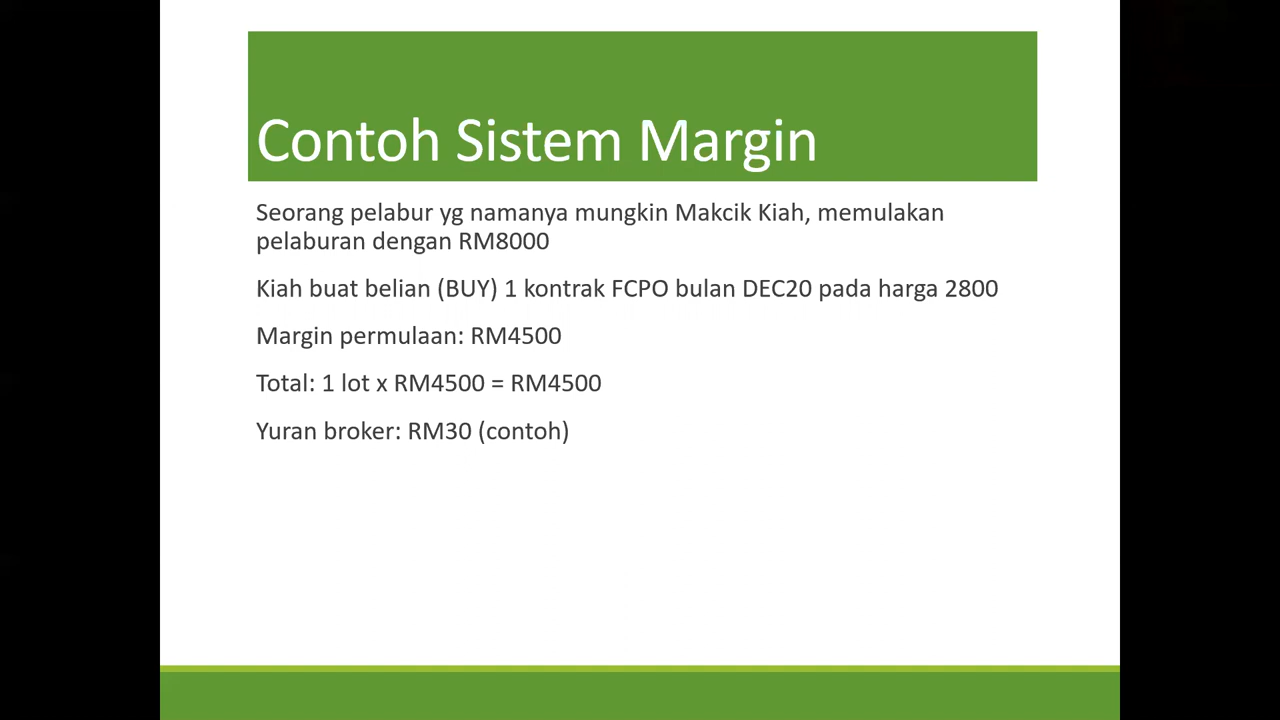 Contoh Sistem Margin
Seorang pelabur yg namanya mungkin Makcik Kiah, memulakan
pelaburan dengan RM8000
Kiah buat belian (BUY) 1 kontrak FCPO bulan DEC20 pada harga 2800
Margin permulaan: RM4500
Total: 1 lot x RM4500 = RM4500
Yuran broker: RM30 (contoh)